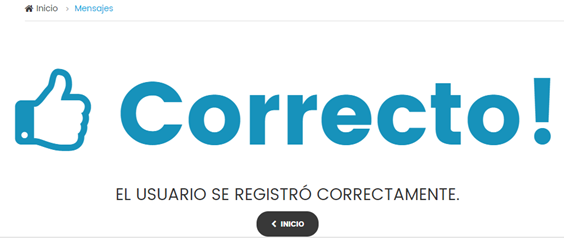 Inicio > Mensajes
Correcto!
EL USUARIO SE REGISTRÓ CORRECTAMENTE.
INICIO